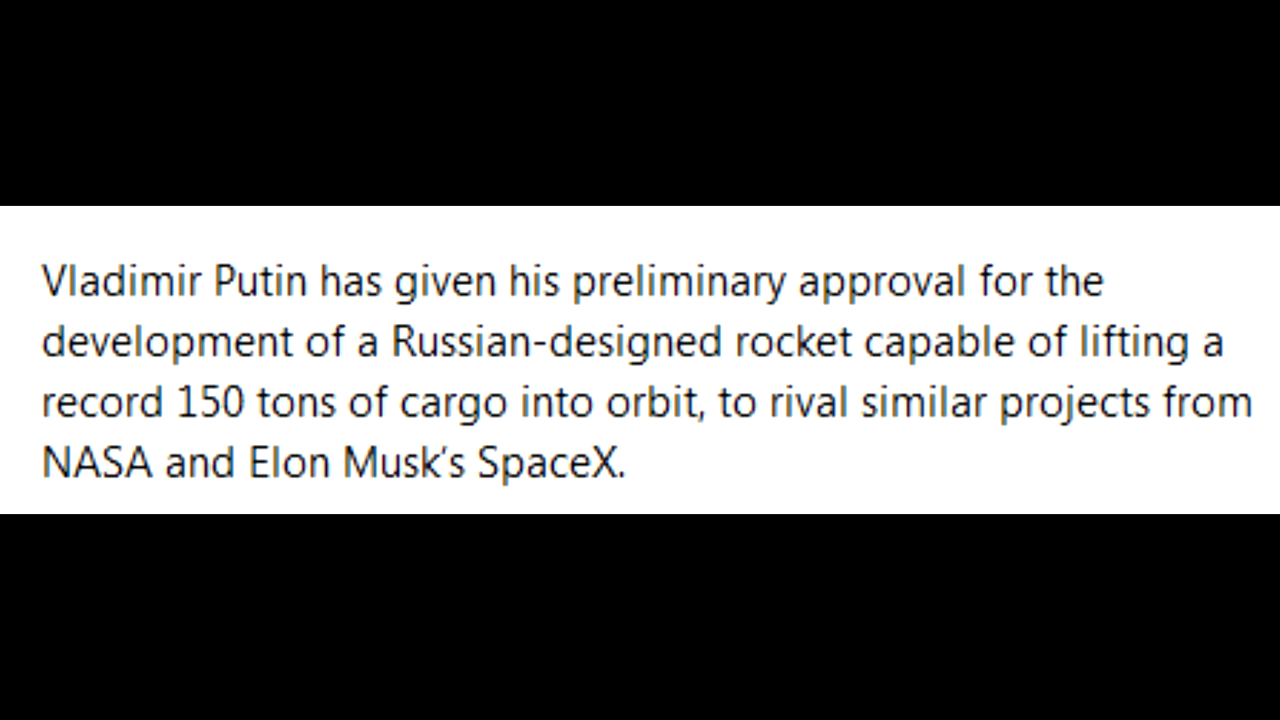 Vladimir Putin has given his preliminary approval for the
development of a Russian-designed rocket capable of lifting a
record 150 tons of cargo into orbit, to rival similar projects from
NASA and Elon Musk’s SpaceX.